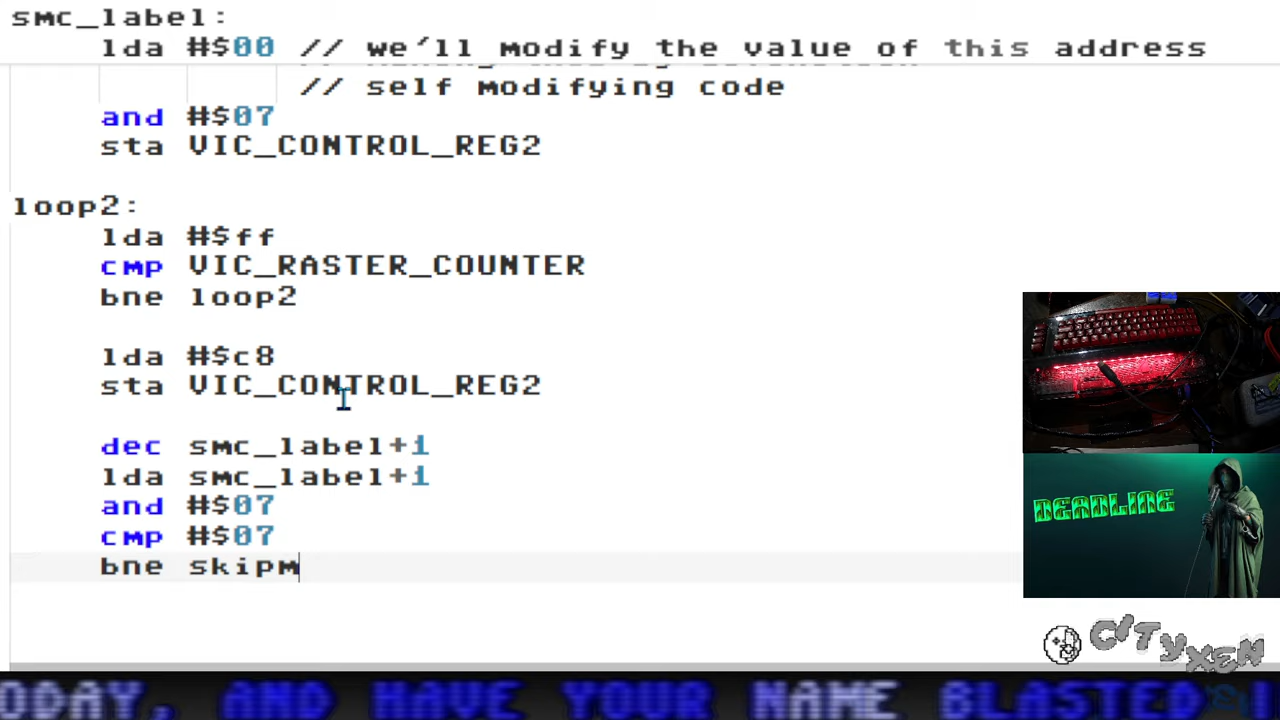 smc_label:
lda #$00 // we'll modify the value of this address
// self modifying code
and #$07
sta VIC_CONTROL_REG2
loop2:
lda #$ff
cmp VIC_RASTER_COUNTER
bne loop2
lda #$c8
sta VIC_CONTROL_REG2
dec smc_label+1
lda smc_label+1
and #$07
cmp #$07
bne skipm
DEADLINE
CITYXEN
ODAY, AND HAVE YOUR NAME BLASTED